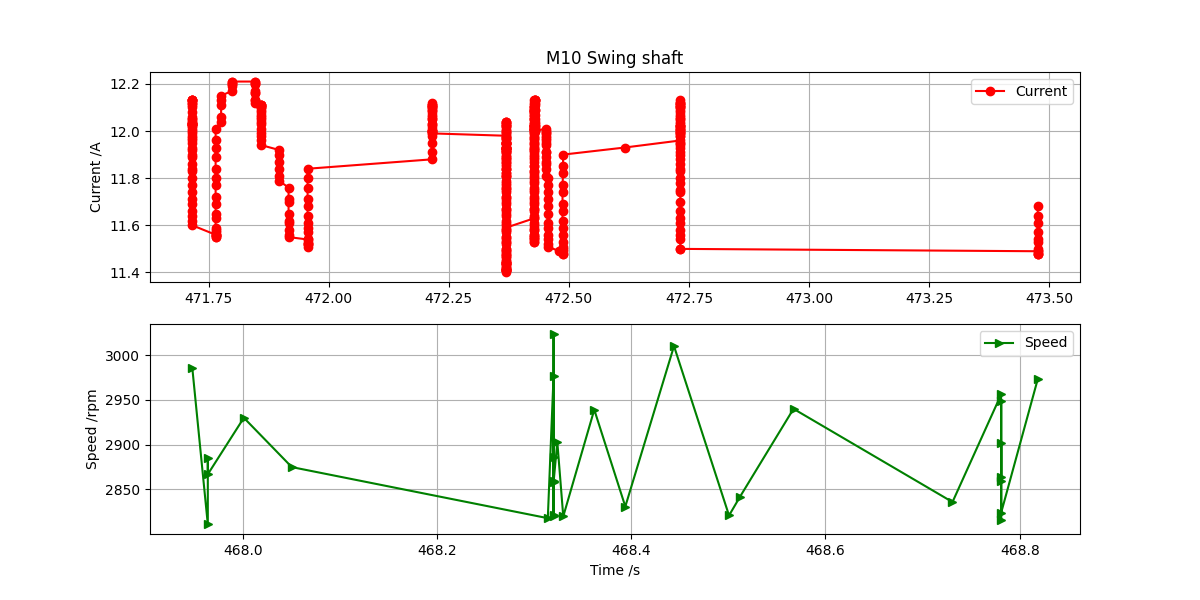 M10 Swing shaft
Current /A
12.2
12.0
11.8
11.6
11.4
Current
471.75 472.00 472.25 472.50 472.75 473.00 473.25 473.50
Speed /rpm
3000
2950
2900
2850
Speed
468.0 468.2 468.4 468.6 468.8
Time /s